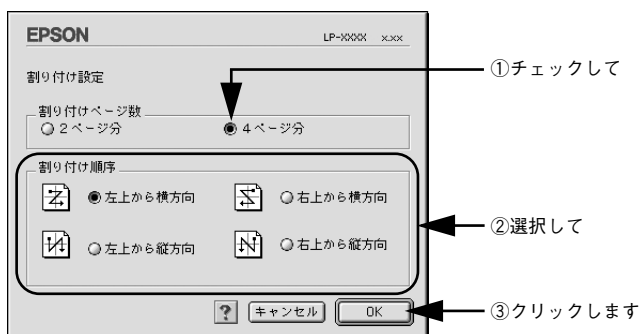 EPSON LP-XXXX x.xx
割り付け設定
①チェックして
割り付けページ数
2ページ分 4ページ分
割り付け順序
左上から横方向 右上から横方向
②選択して
左上から縦方向 右上から縦方向
? キャンセル OK
③クリックします